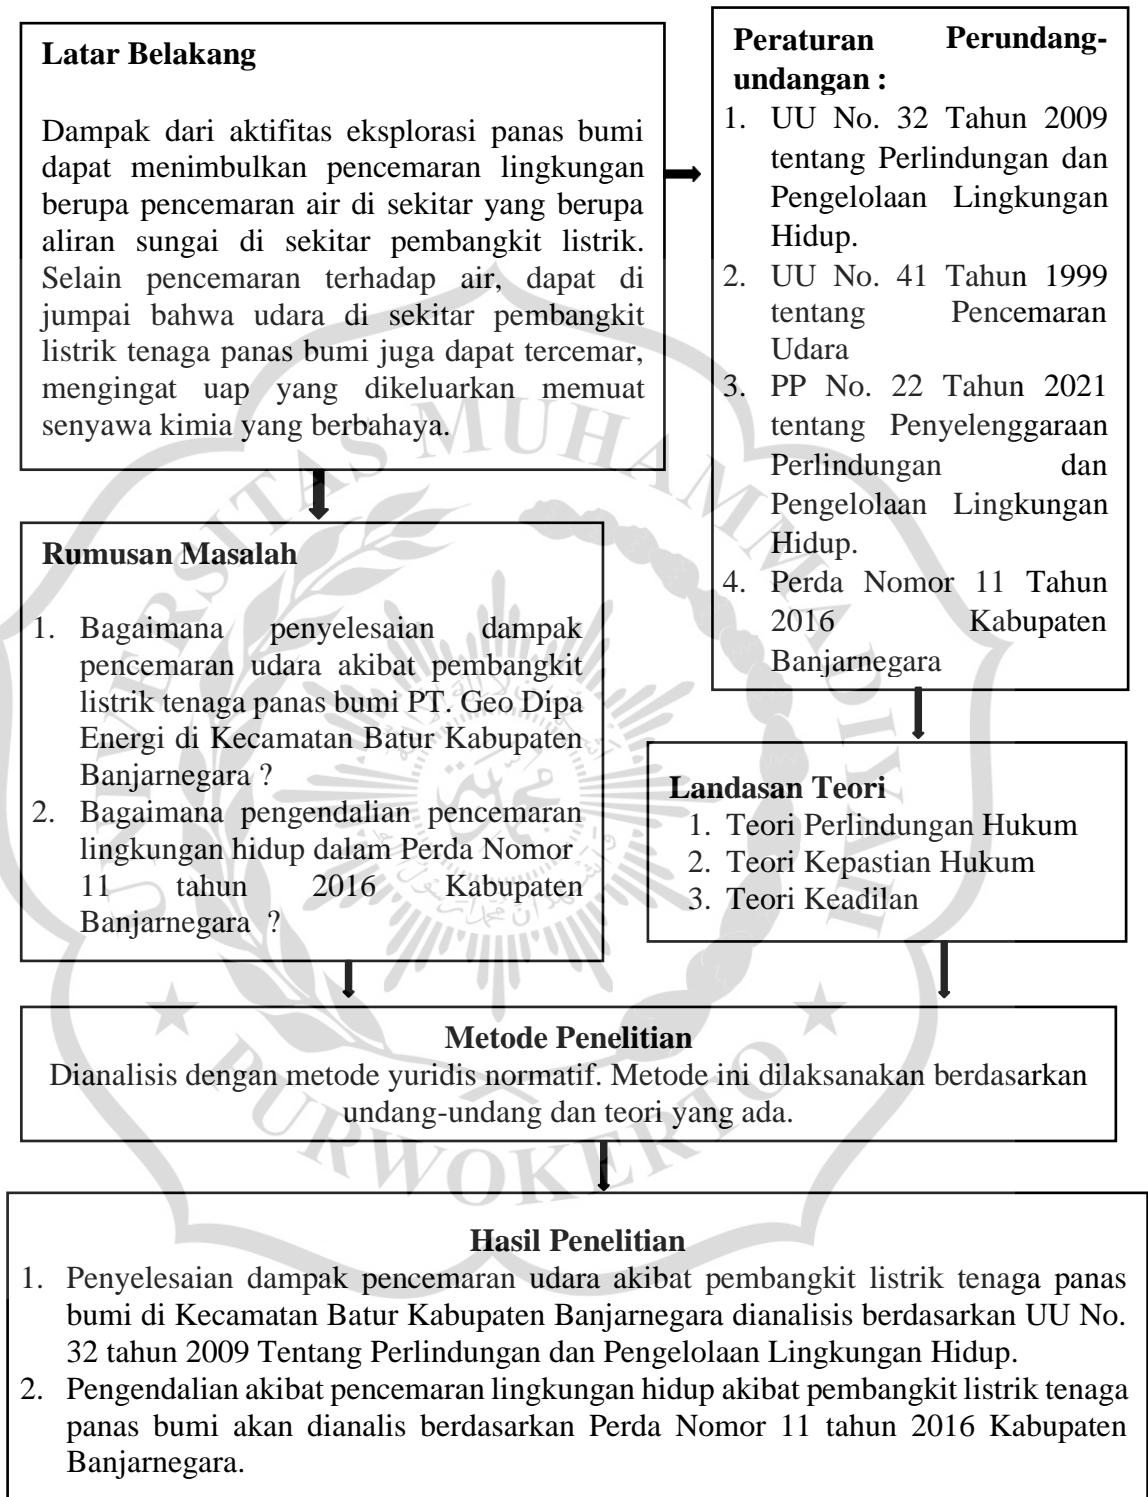 Latar Belakang
Dampak dari aktifitas eksplorasi panas bumi
dapat menimbulkan pencemaran lingkungan
berupa pencemaran air di sekitar yang berupa
aliran sungai di sekitar pembangkit listrik.
Selain pencemaran terhadap air, dapat di
jumpai bahwa udara di sekitar pembangkit
listrik tenaga panas bumi juga dapat tercemar,
mengingat uap yang dikeluarkan memuat
senyawa kimia yang berbahaya.
Peraturan Perundang-
undangan :
1. UU No. 32 Tahun 2009
tentang Perlindungan dan
Pengelolaan Lingkungan
Hidup.
2. UU No. 41 Tahun 1999
tentang Pencemaran
Udara
3. PP No. 22 Tahun 2021
tentang Penyelenggaraan
Perlindungan dan
Pengelolaan Lingkungan
Hidup.
4. Perda Nomor 11 Tahun
2016 Kabupaten
Banjarnegara
Rumusan Masalah
1. Bagaimana penyelesaian dampak
pencemaran udara akibat pembangkit
listrik tenaga panas bumi PT. Geo Dipa
Energi di Kecamatan Batur Kabupaten
Banjarnegara ?
2. Bagaimana pengendalian pencemaran
lingkungan hidup dalam Perda Nomor
11 tahun 2016 Kabupaten
Banjarnegara ?
Landasan Teori
1. Teori Perlindungan Hukum
2. Teori Kepastian Hukum
3. Teori Keadilan
Metode Penelitian
Dianalisis dengan metode yuridis normatif. Metode ini dilaksanakan berdasarkan
undang-undang dan teori yang ada.
Hasil Penelitian
1. Penyelesaian dampak pencemaran udara akibat pembangkit listrik tenaga panas
bumi di Kecamatan Batur Kabupaten Banjarnegara dianalisis berdasarkan UU No.
32 tahun 2009 Tentang Perlindungan dan Pengelolaan Lingkungan Hidup.
2. Pengendalian akibat pencemaran lingkungan hidup akibat pembangkit listrik tenaga
panas bumi akan dianalis berdasarkan Perda Nomor 11 tahun 2016 Kabupaten
Banjarnegara.
UNIVERSITAS MUHAMMADIYAH
PURWOKERTO